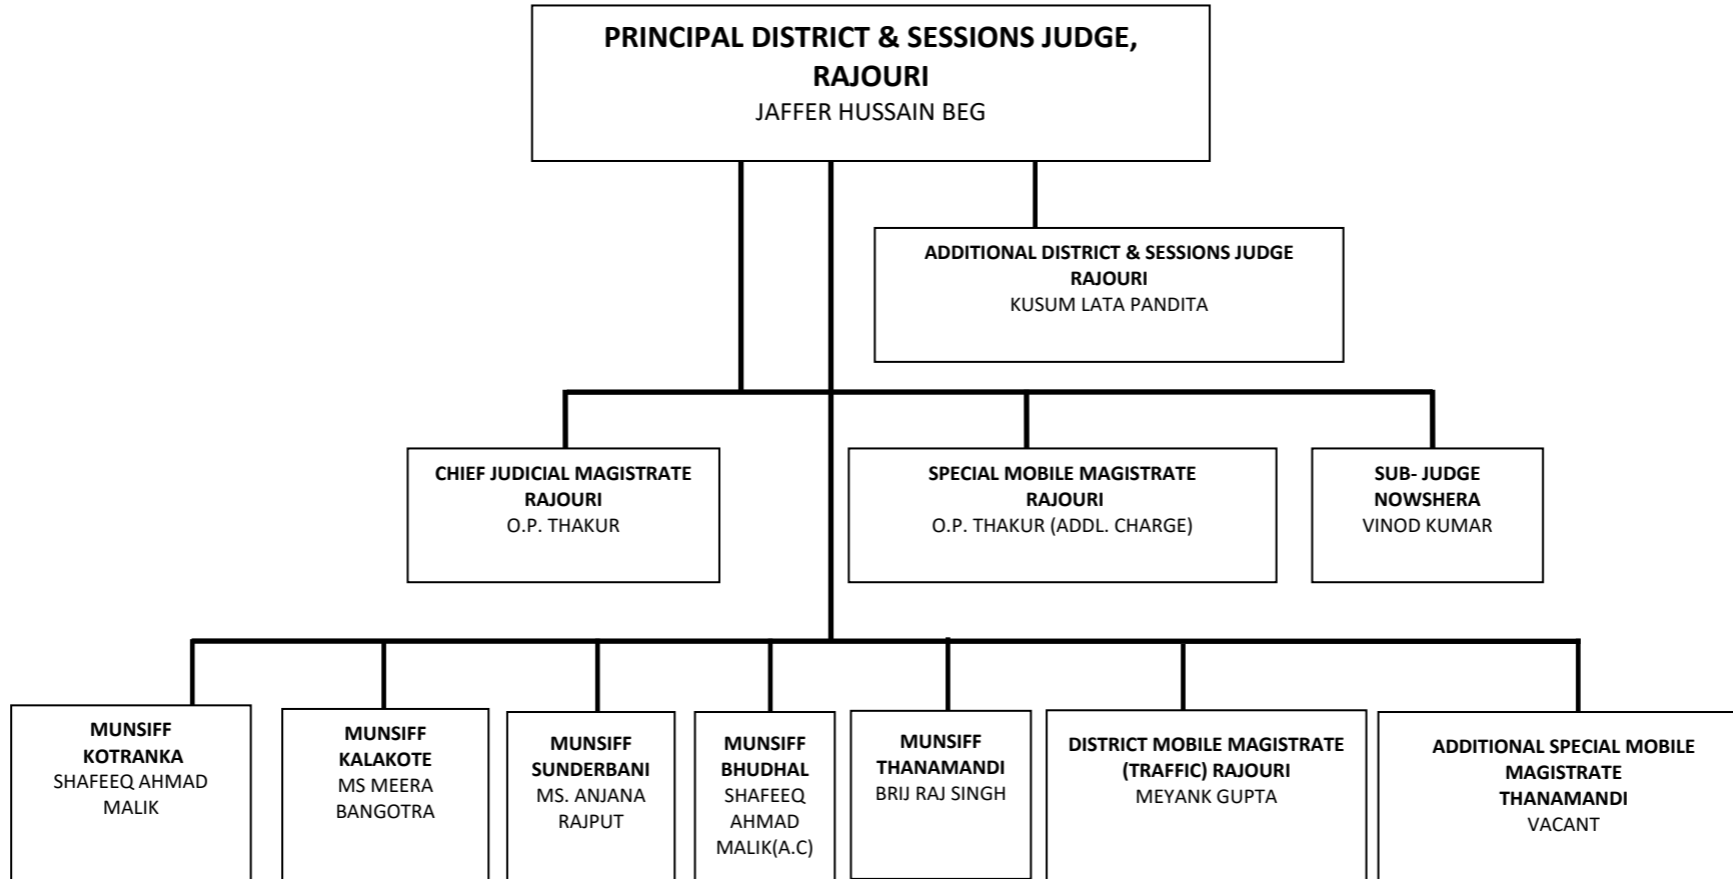 PRINCIPAL DISTRICT & SESSIONS JUDGE,
RAJOURI
JAFFER HUSSAIN BEG
ADDITIONAL DISTRICT & SESSIONS JUDGE
RAJOURI
KUSUM LATA PANDITA
CHIEF JUDICIAL MAGISTRATE
RAJOURI
O.P. THAKUR
SPECIAL MOBILE MAGISTRATE
RAJOURI
O.P. THAKUR (ADDL. CHARGE)
SUB- JUDGE
NOWSHERA
VINOD KUMAR
MUNSIFF
KOTRANKA
SHAFEEQ AHMAD
MALIK
MUNSIFF
KALAKOTE
MS MEERA
BANGOTRA
MUNSIFF
SUNDERBANI
MS. ANJANA
RAJPUT
MUNSIFF
BHUDHAL
SHAFEEQ
AHMAD
MALIK(A.C)
MUNSIFF
THANAMANDI
BRIJ RAJ SINGH
DISTRICT MOBILE MAGISTRATE
(TRAFFIC) RAJOURI
MEYANK GUPTA
ADDITIONAL SPECIAL MOBILE
MAGISTRATE
THANAMANDI
VACANT